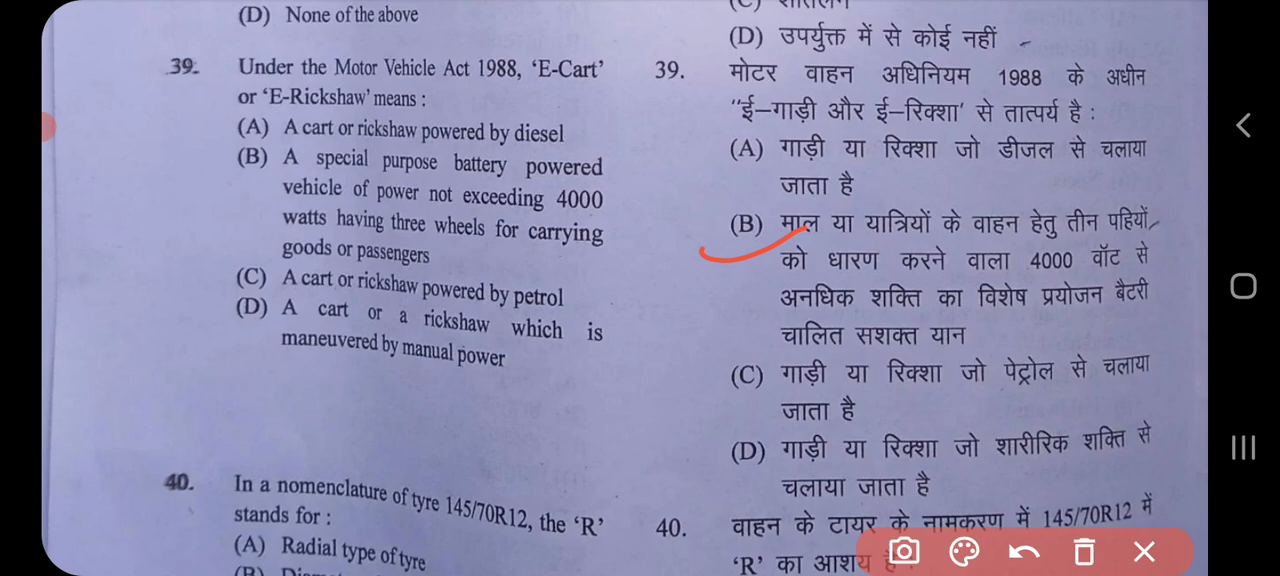 (D) None of the above
39. Under the Motor Vehicle Act 1988, 'E-Cart'
or 'E-Rickshaw' means :
(A) A cart or rickshaw powered by diesel
(B) A special purpose battery powered
vehicle of power not exceeding 4000
watts having three wheels for carrying
goods or passengers
(C) A cart or rickshaw powered by petrol
(D) A cart or a rickshaw which is
maneuvered by manual power
40. In a nomenclature of tyre 145/70R12, the 'R'
stands for :
(A) Radial type of tyre
(D) उपर्युक्त में से कोई नहीं
39. मोटर वाहन अधिनियम 1988 के अधीन
"ई–गाड़ी और ई–रिक्शा' से तात्पर्य है :
(A) गाड़ी या रिक्शा जो डीजल से चलाया
जाता है
(B) माल या यात्रियों के वाहन हेतु तीन पहियों
को धारण करने वाला 4000 वॉट से
अनधिक शक्ति का विशेष प्रयोजन बैटरी
चालित सशक्त यान
(C) गाड़ी या रिक्शा जो पेट्रोल से चलाया
जाता है
(D) गाड़ी या रिक्शा जो शारीरिक शक्ति से
चलाया जाता है
40. वाहन के टायर के नामकरण में 145/70R12 में
'R' का आशय